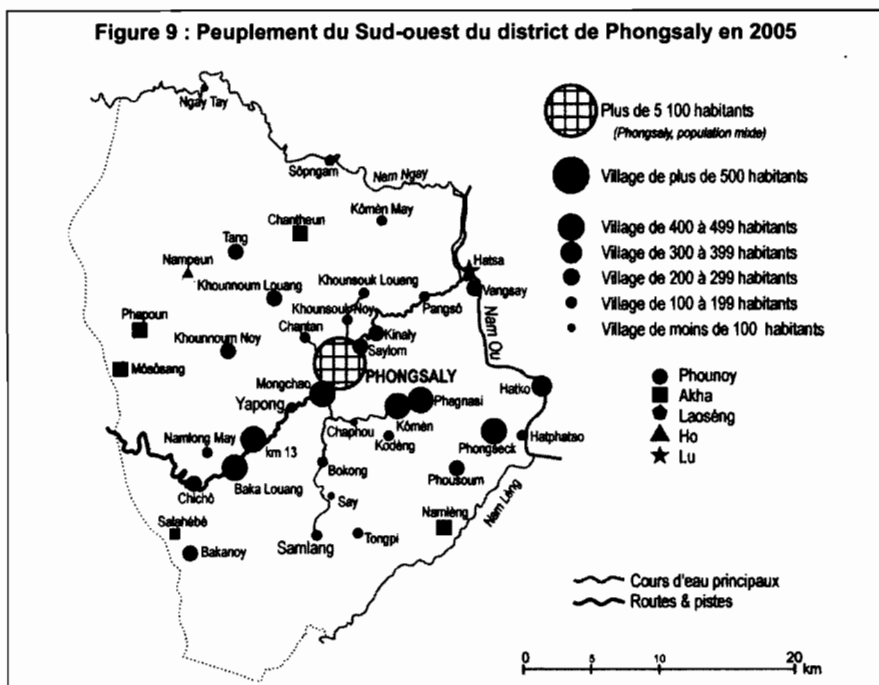 Figure 9 : Peuplement du Sud-ouest du district de Phongsaly en 2005
Ngay Tay
Sôpngam
Nam Ngay
Chantheun
Kômèn May
Tang
Nampeun
Hatsa
Khounnoum Louang
Khounsouk Loueng
Vangsay
Khounsouk Noy
Pangsô
Phapoun
Chantan
Kinaly
Nam Ou
Khounnoum Noy
Saylom
Môsôsang
PHONGSALY
Mongchao
Hatko
Yapong
Phagnasi
Kômèn
Chaphou
Kodèng
Phongseck
Hatphatao
Namlong May
km 13
Bokong
Phousoum
Baka Louang
Chichô
Say
Nam Lèng
Salahébé
Namlèng
Bakanoy
Samlang
Tongpi
Plus de 5 100 habitants
(Phongsaly, population mixte)
Village de plus de 500 habitants
Village de 400 à 499 habitants
Village de 300 à 399 habitants
Village de 200 à 299 habitants
Village de 100 à 199 habitants
Village de moins de 100 habitants
Phounoy
Akha
Laosèng
Ho
Lu
Cours d'eau principaux
Routes & pistes
0 5 10 20
km